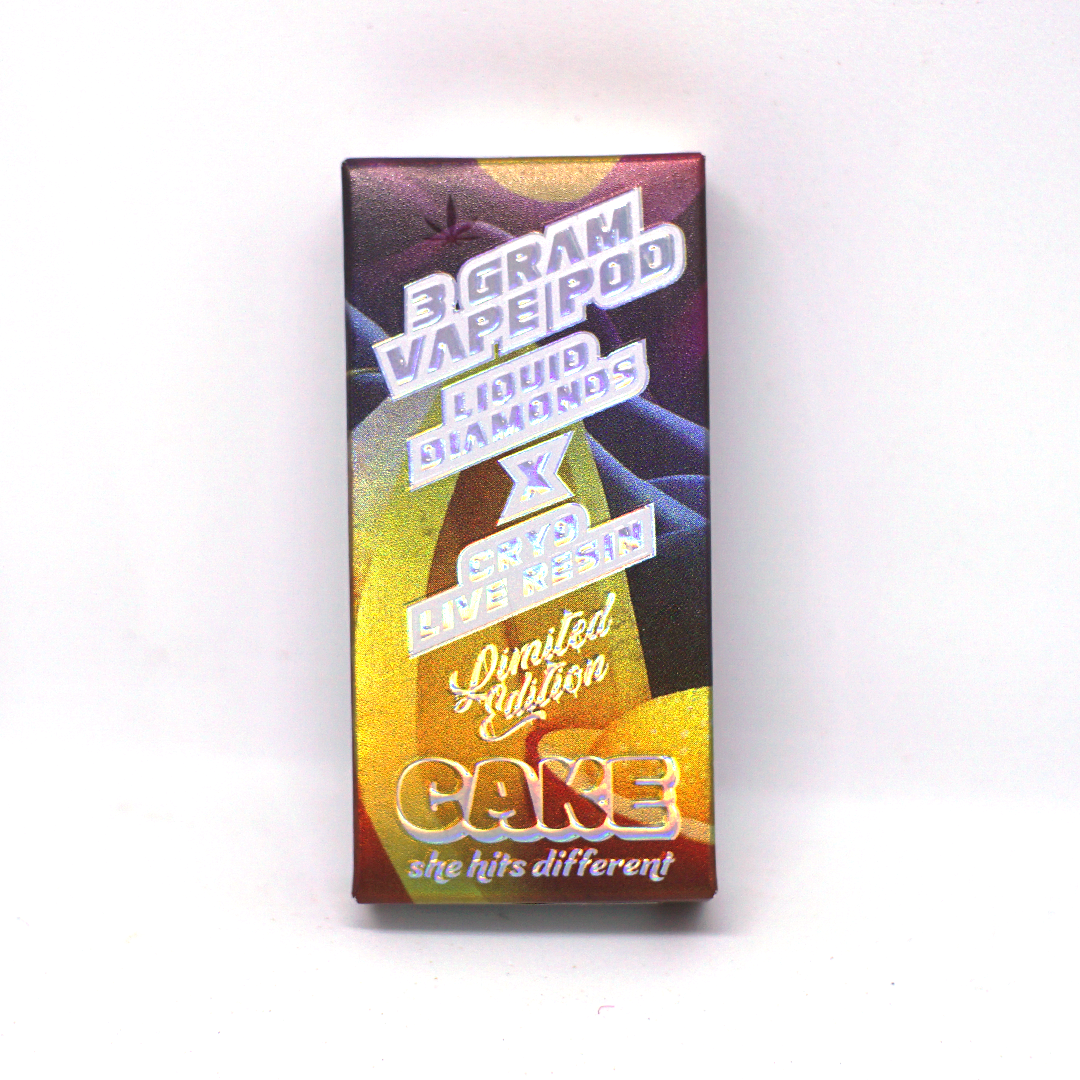 3 GRAM
VAPE POD
LIQUID
DIAMONDS
X
CRYO
LIVE RESIN
Limited
Edition
CAKE
she hits different